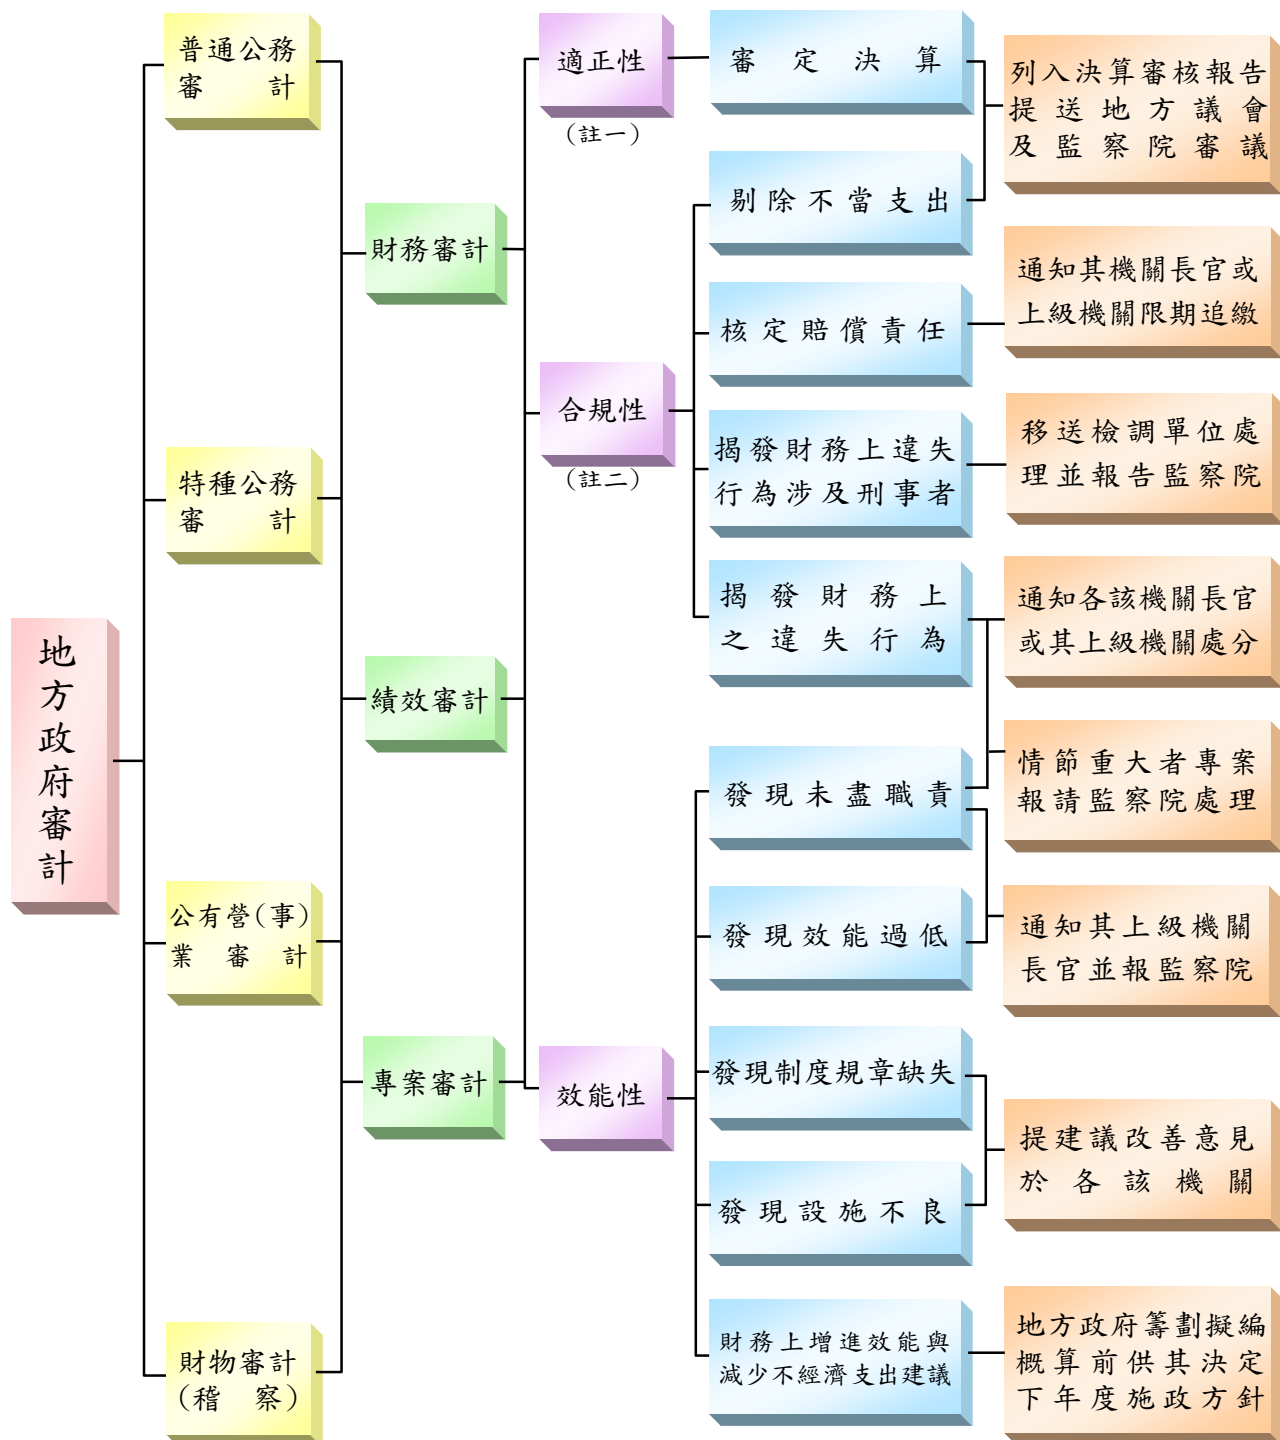 地方政府審計
普通公務
審計
特種公務
審計
公有營(事)
業審計
財物審計
(稽察)
財務審計
績效審計
專案審計
適正性
(註一)
合規性
(註二)
效能性
審定決算
剔除不當支出
核定賠償責任
揭發財務上違失
行為涉及刑事者
揭發財務上
之違失行為
發現未盡職責
發現效能過低
發現制度規章缺失
發現設施不良
財務上增進效能與
減少不經濟支出建議
列入決算審核報告
提送地方議會
及監察院審議
通知其機關長官或
上級機關限期追繳
移送檢調單位處
理並報告監察院
通知各該機關長官
或其上級機關處分
情節重大者專案
報請監察院處理
通知其上級機關
長官並報監察院
提建議改善意見
於各該機關
地方政府籌劃擬編
概算前供其決定
下年度施政方針